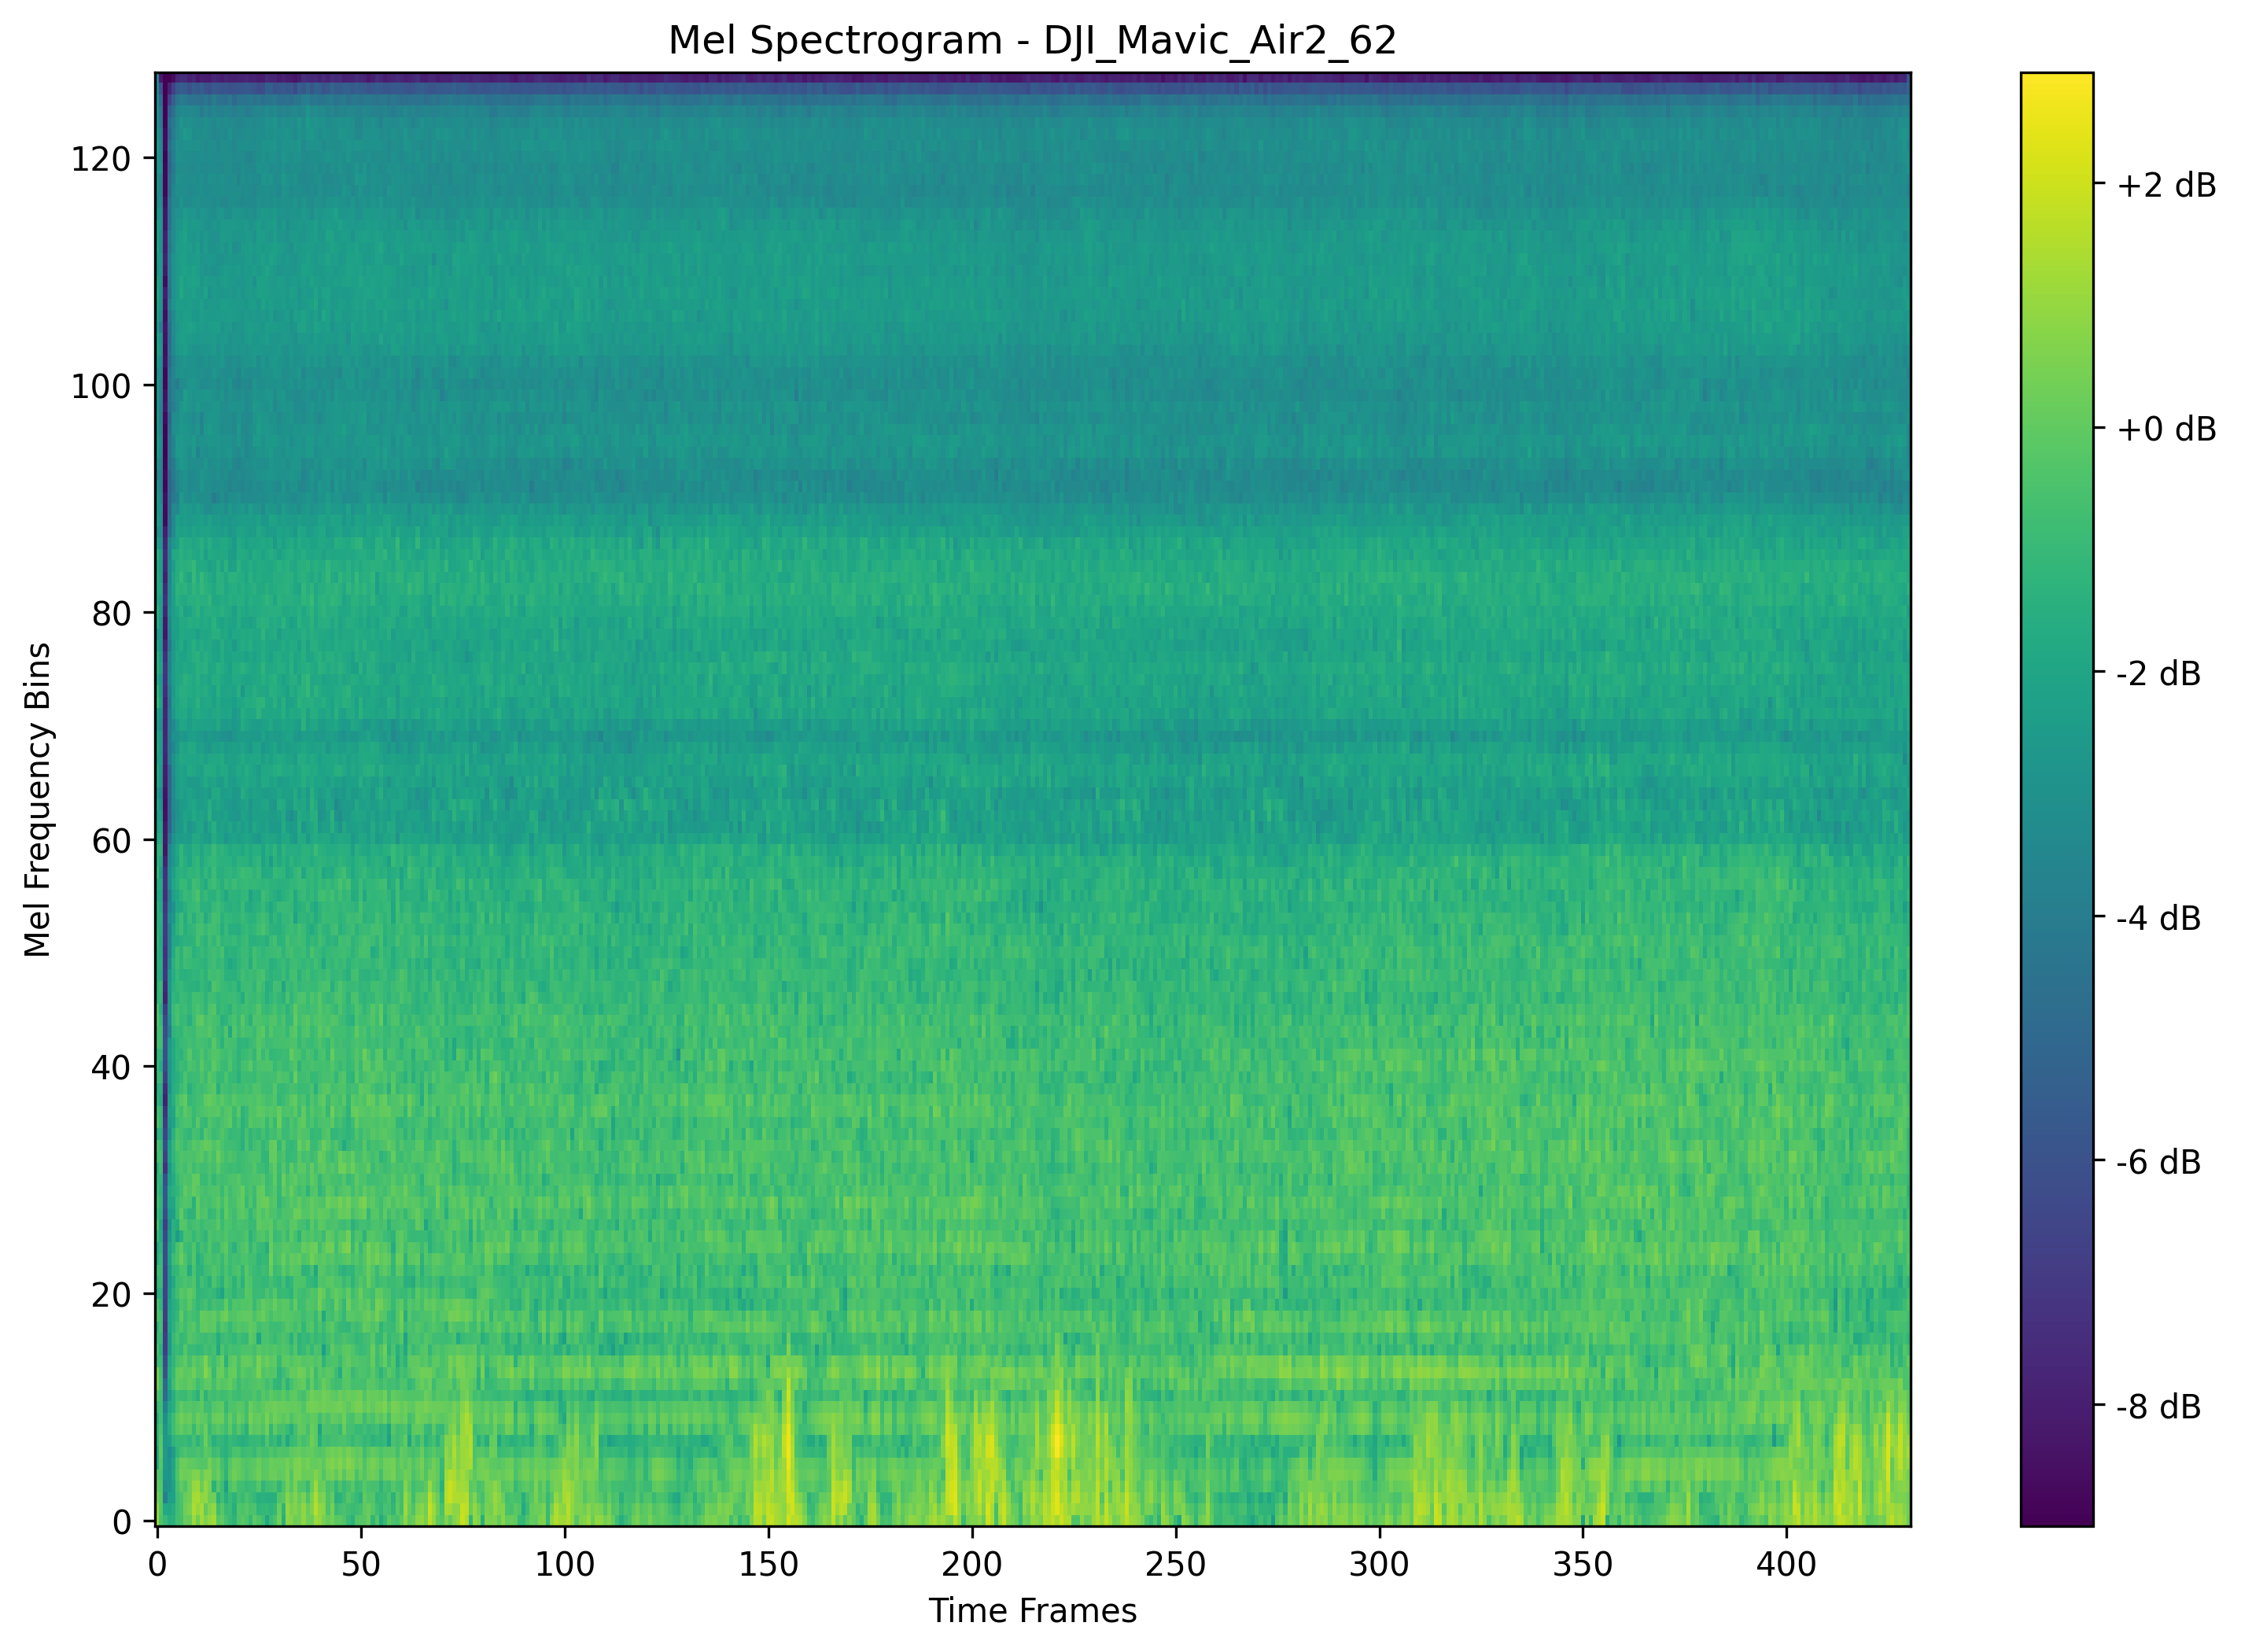 Mel Spectrogram - DJI_Mavic_Air2_62
Mel Frequency Bins
120
100
80
60
40
20
0
0 50 100 150 200 250 300 350 400
Time Frames
+2 dB
+0 dB
-2 dB
-4 dB
-6 dB
-8 dB